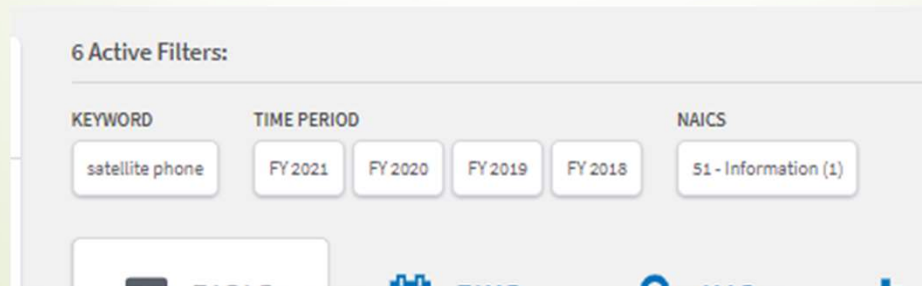 6 Active Filters:
KEYWORD TIME PERIOD NAICS
satellite phone FY 2021 FY 2020 FY 2019 FY 2018 51 - Information (1)